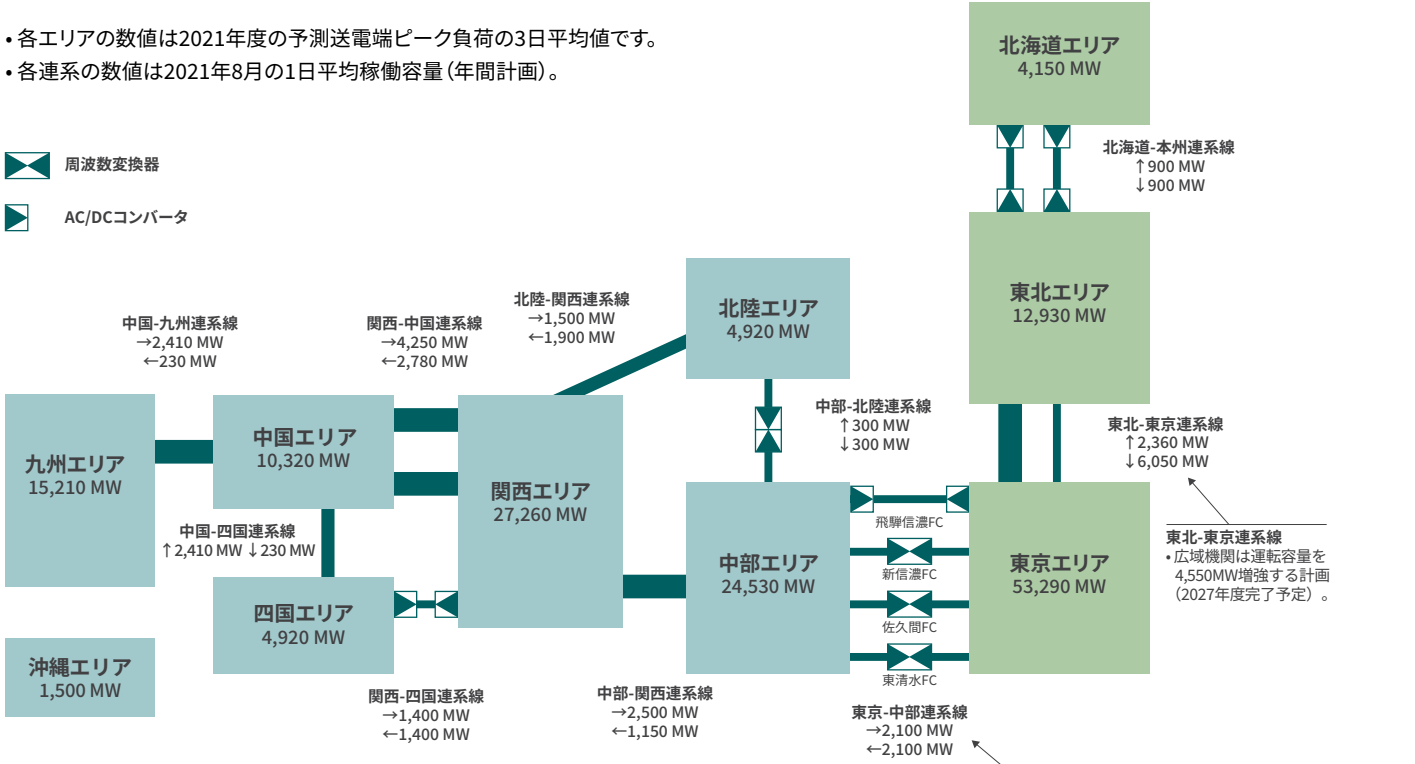 • 各エリアの数値は2021年度の予測送電端ピーク負荷の3日平均値です。
• 各連系の数値は2021年8月の1日平均稼働容量（年間計画）。
周波数変換器
AC/DCコンバータ
北海道エリア
4,150 MW
北海道-本州連系線
↑900 MW
↓900 MW
東北エリア
12,930 MW
北陸エリア
4,920 MW
北陸-関西連系線
→1,500 MW
←1,900 MW
中国-九州連系線
→2,410 MW
←230 MW
関西-中国連系線
→4,250 MW
←2,780 MW
中部-北陸連系線
↑300 MW
↓300 MW
東北-東京連系線
↑2,360 MW
↓6,050 MW
九州エリア
15,210 MW
中国エリア
10,320 MW
関西エリア
27,260 MW
中国-四国連系線
↑2,410 MW ↓230 MW
飛騨信濃FC
新信濃FC
佐久間FC
東清水FC
中部エリア
24,530 MW
東京エリア
53,290 MW
東北-東京連系線
• 広域機関は運転容量を
4,550MW増強する計画
（2027年度完了予定）。
四国エリア
4,920 MW
沖縄エリア
1,500 MW
関西-四国連系線
→1,400 MW
←1,400 MW
中部-関西連系線
→2,500 MW
←1,150 MW
東京-中部連系線
→2,100 MW
←2,100 MW